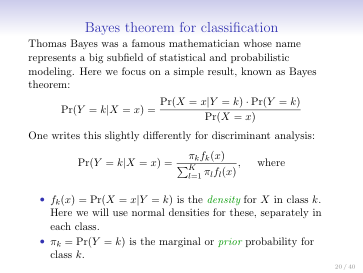 Bayes theorem for classification
Thomas Bayes was a famous mathematician whose name
represents a big subfield of statistical and probabilistic
modeling. Here we focus on a simple result, known as Bayes
theorem:
Pr(Y = k|X = x) = Pr(X = x|Y = k) · Pr(Y = k) / Pr(X = x)
One writes this slightly differently for discriminant analysis:
Pr(Y = k|X = x) = π_k f_k(x) / ∑_{l=1}^{K} π_l f_l(x), where
• f_k(x) = Pr(X = x|Y = k) is the density for X in class k.
Here we will use normal densities for these, separately in
each class.
• π_k = Pr(Y = k) is the marginal or prior probability for
class k.
29 / 40